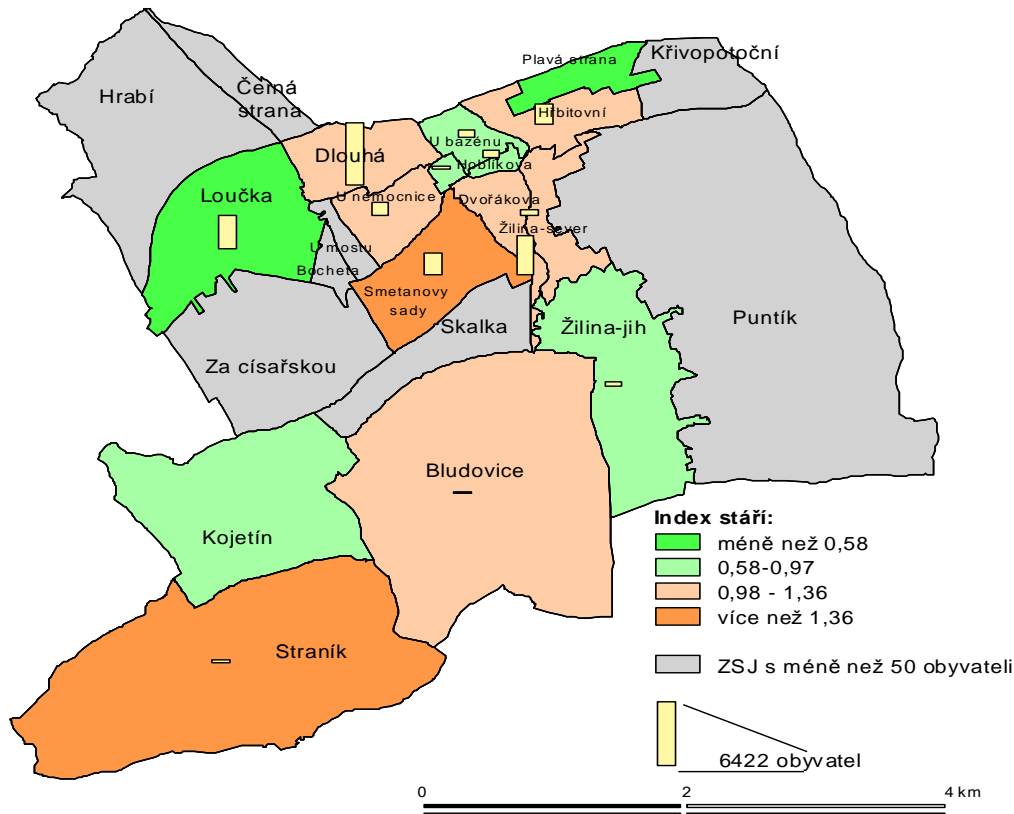 Plavá strana
Křivopotoční
Hrabí
Černá
strana
Hřbitovní
U bazénu
Dlouhá
Hoblíkova
Loučka
U nemocnice
Dvořákova
Žilina-sever
U mostu
Bocheta
Smetanovy
sady
Skalka
Žilina-jih
Puntík
Za císařskou
Bludovice
Kojetín
Straník
Index stáří:
méně než 0,58
0,58-0,97
0,98 - 1,36
více než 1,36
ZSJ s méně než 50 obyvateli
6422 obyvatel
0
2
4 km